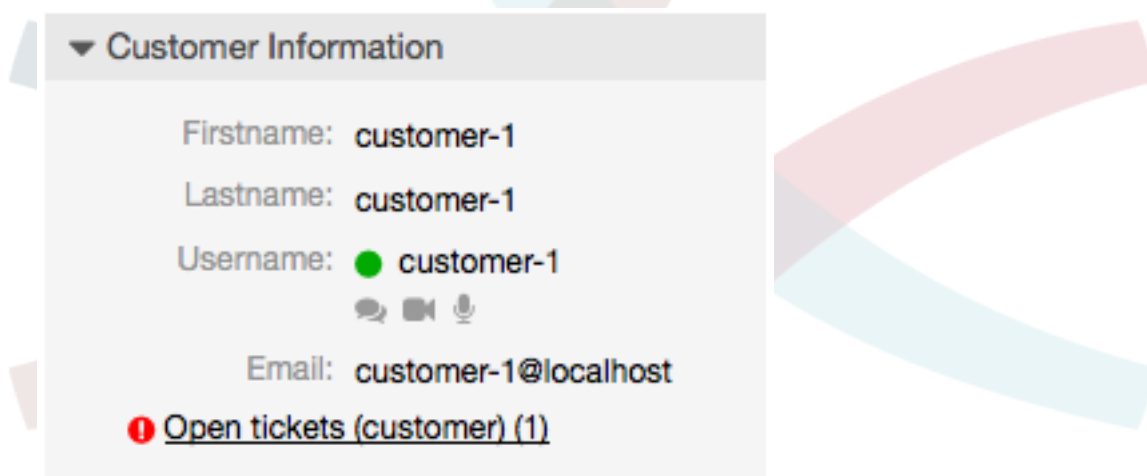 Customer Information
Firstname: customer-1
Lastname: customer-1
Username: customer-1
Email: customer-1@localhost
Open tickets (customer) (1)